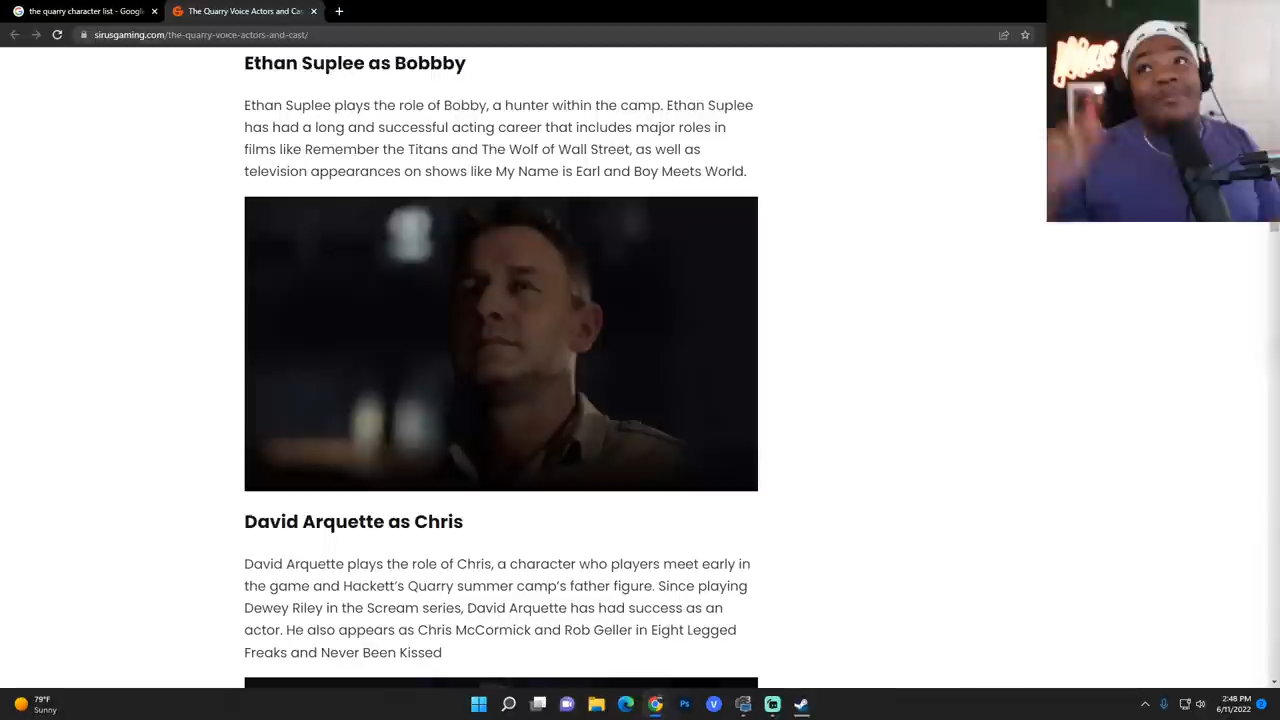 the quarry character list - Google
The Quarry Voice Actors and Cas
sirusgaming.com/the-quarry-voice-actors-and-cast/
Ethan Suplee as Bobbby
Ethan Suplee plays the role of Bobby, a hunter within the camp. Ethan Suplee
has had a long and successful acting career that includes major roles in
films like Remember the Titans and The Wolf of Wall Street, as well as
television appearances on shows like My Name is Earl and Boy Meets World.
David Arquette as Chris
David Arquette plays the role of Chris, a character who players meet early in
the game and Hackett's Quarry summer camp's father figure. Since playing
Dewey Riley in the Scream series, David Arquette has had success as an
actor. He also appears as Chris McCormick and Rob Geller in Eight Legged
Freaks and Never Been Kissed
79°F
Sunny
Ps
2:48 PM
6/11/2022
2